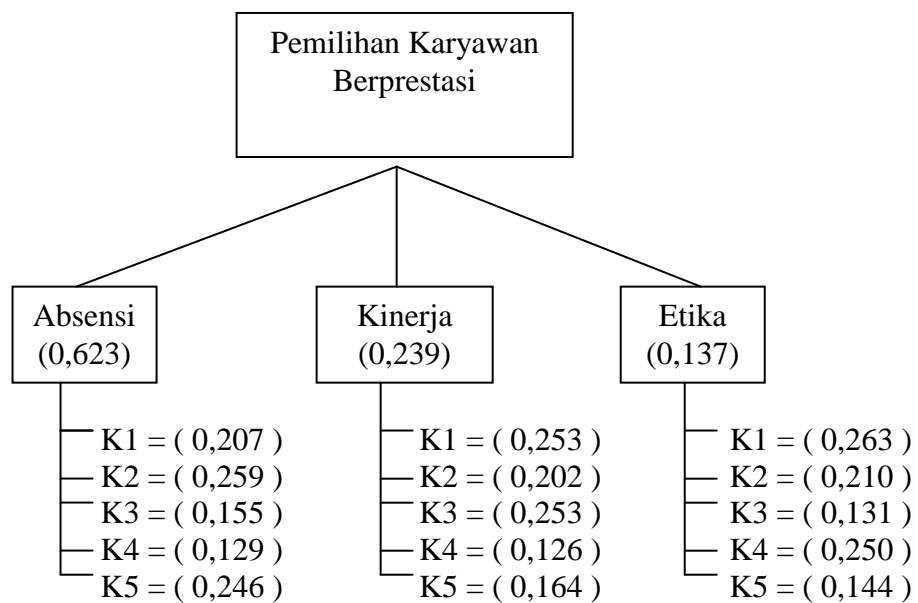 Pemilihan Karyawan
Berprestasi
Absensi
(0,623)
K1 = ( 0,207 )
K2 = ( 0,259 )
K3 = ( 0,155 )
K4 = ( 0,129 )
K5 = ( 0,246 )
Kinerja
(0,239)
K1 = ( 0,253 )
K2 = ( 0,202 )
K3 = ( 0,253 )
K4 = ( 0,126 )
K5 = ( 0,164 )
Etika
(0,137)
K1 = ( 0,263 )
K2 = ( 0,210 )
K3 = ( 0,131 )
K4 = ( 0,250 )
K5 = ( 0,144 )